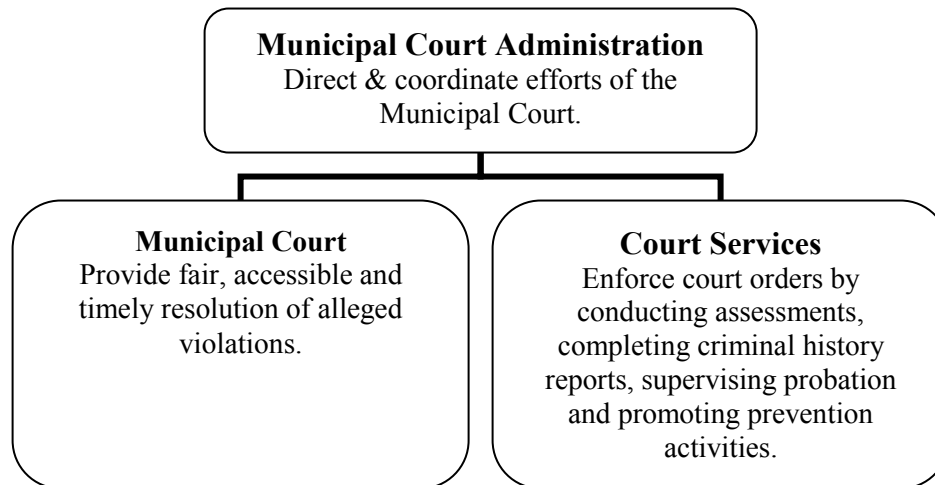 Municipal Court Administration
Direct & coordinate efforts of the
Municipal Court.
Municipal Court
Provide fair, accessible and
timely resolution of alleged
violations.
Court Services
Enforce court orders by
conducting assessments,
completing criminal history
reports, supervising probation
and promoting prevention
activities.